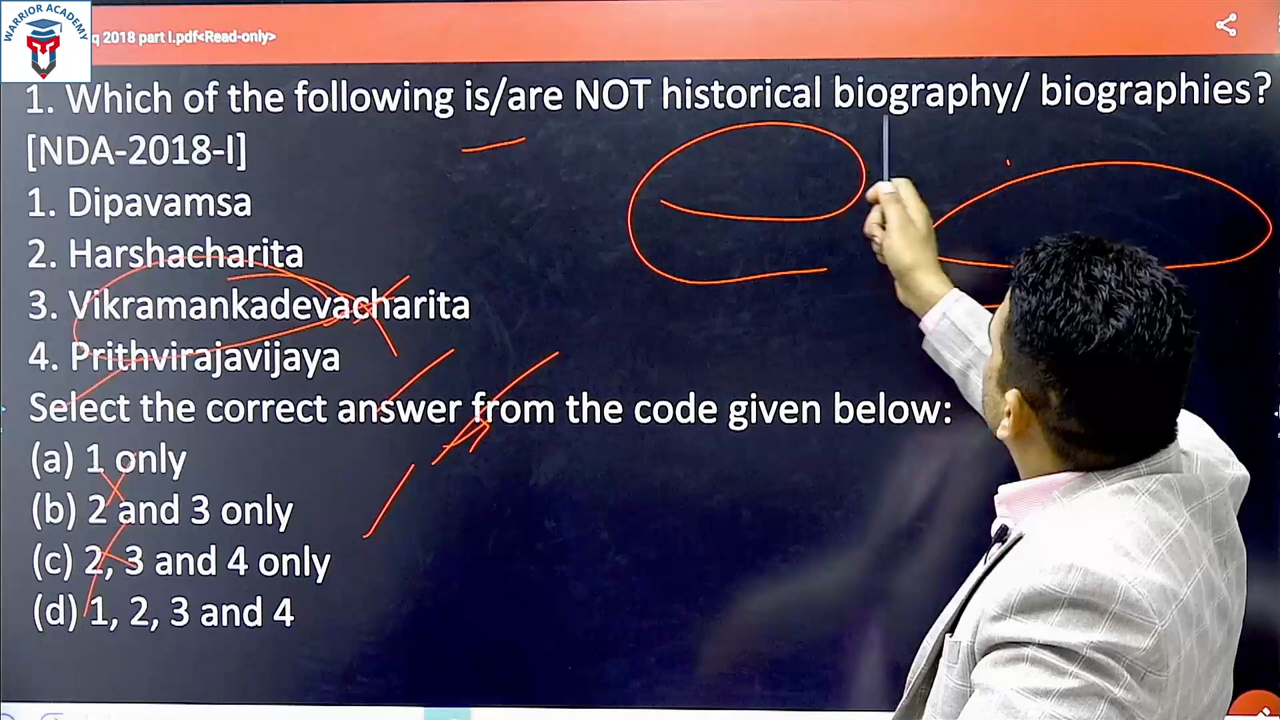 WARRIOR ACADEMY
q 2018 part I.pdf<Read-only>
1. Which of the following is/are NOT historical biography/ biographies?
[NDA-2018-I]
1. Dipavamsa
2. Harshacharita
3. Vikramankadevacharita
4. Prithvirajavijaya
Select the correct answer from the code given below:
(a) 1 only
(b) 2 and 3 only
(c) 2, 3 and 4 only
(d) 1, 2, 3 and 4